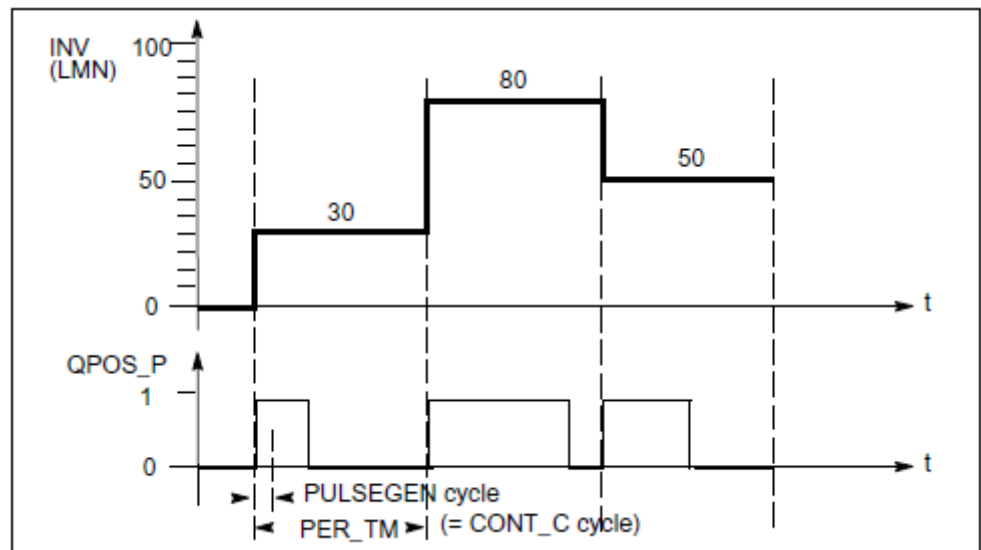 INV
(LMN)
100
80
50
50
30
0
t
QPOS_P
1
0
t
PULSEGEN cycle
PER_TM
(= CONT_C cycle)